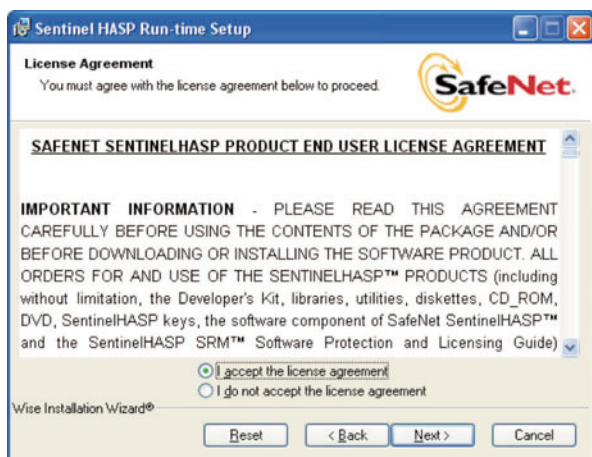 Sentinel HASP Run-time Setup
License Agreement
You must agree with the license agreement below to proceed.
SafeNet.
SAFENET SENTINELHASP PRODUCT END USER LICENSE AGREEMENT
IMPORTANT INFORMATION - PLEASE READ THIS AGREEMENT
CAREFULLY BEFORE USING THE CONTENTS OF THE PACKAGE AND/OR
BEFORE DOWNLOADING OR INSTALLING THE SOFTWARE PRODUCT. ALL
ORDERS FOR AND USE OF THE SENTINELHASP™ PRODUCTS (including
without limitation, the Developer's Kit, libraries, utilities, diskettes, CD_ROM,
DVD, SentinelHASP keys, the software component of SafeNet SentinelHASP™
and the SentinelHASP SRM™ Software Protection and Licensing Guide)
I accept the license agreement
I do not accept the license agreement
Wise Installation Wizard®
Reset < Back Next > Cancel